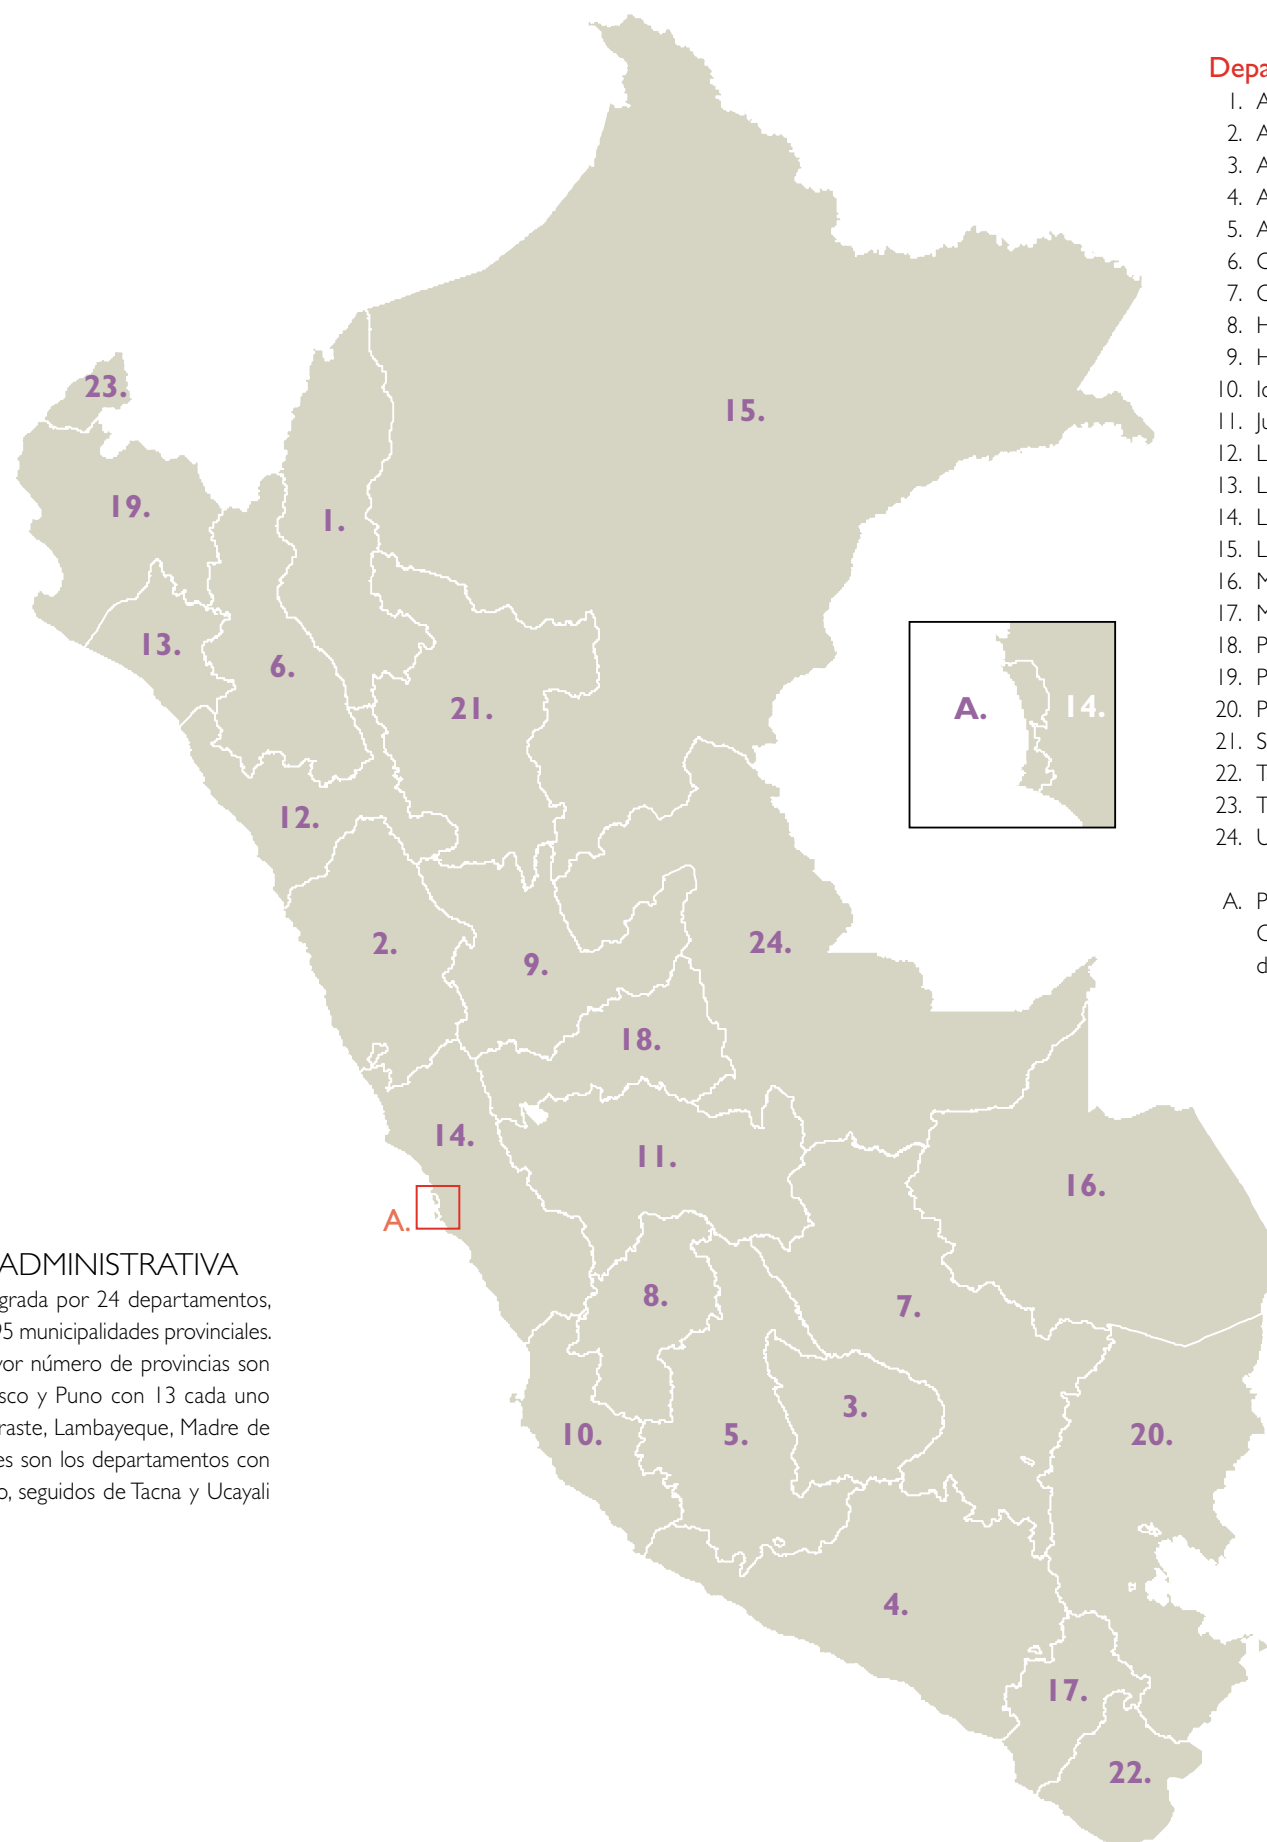 Depa
1. A
2. A
3. A
4. A
5. A
6. C
7. C
8. H
9. H
10. Ic
11. Ju
12. L
13. L
14. L
15. L
16. M
17. M
18. P
19. P
20. P
21. S
22. T
23. T
24. U
A. P
C
d
23.
15.
19.
1.
13.
6.
21.
A.
14.
12.
2.
24.
9.
18.
14.
11.
16.
A.
8.
7.
3.
10.
5.
20.
4.
17.
22.
ADMINISTRATIVA
grada por 24 departamentos,
95 municipalidades provinciales.
yor número de provincias son
sco y Puno con 13 cada uno
raste, Lambayeque, Madre de
es son los departamentos con
o, seguidos de Tacna y Ucayali